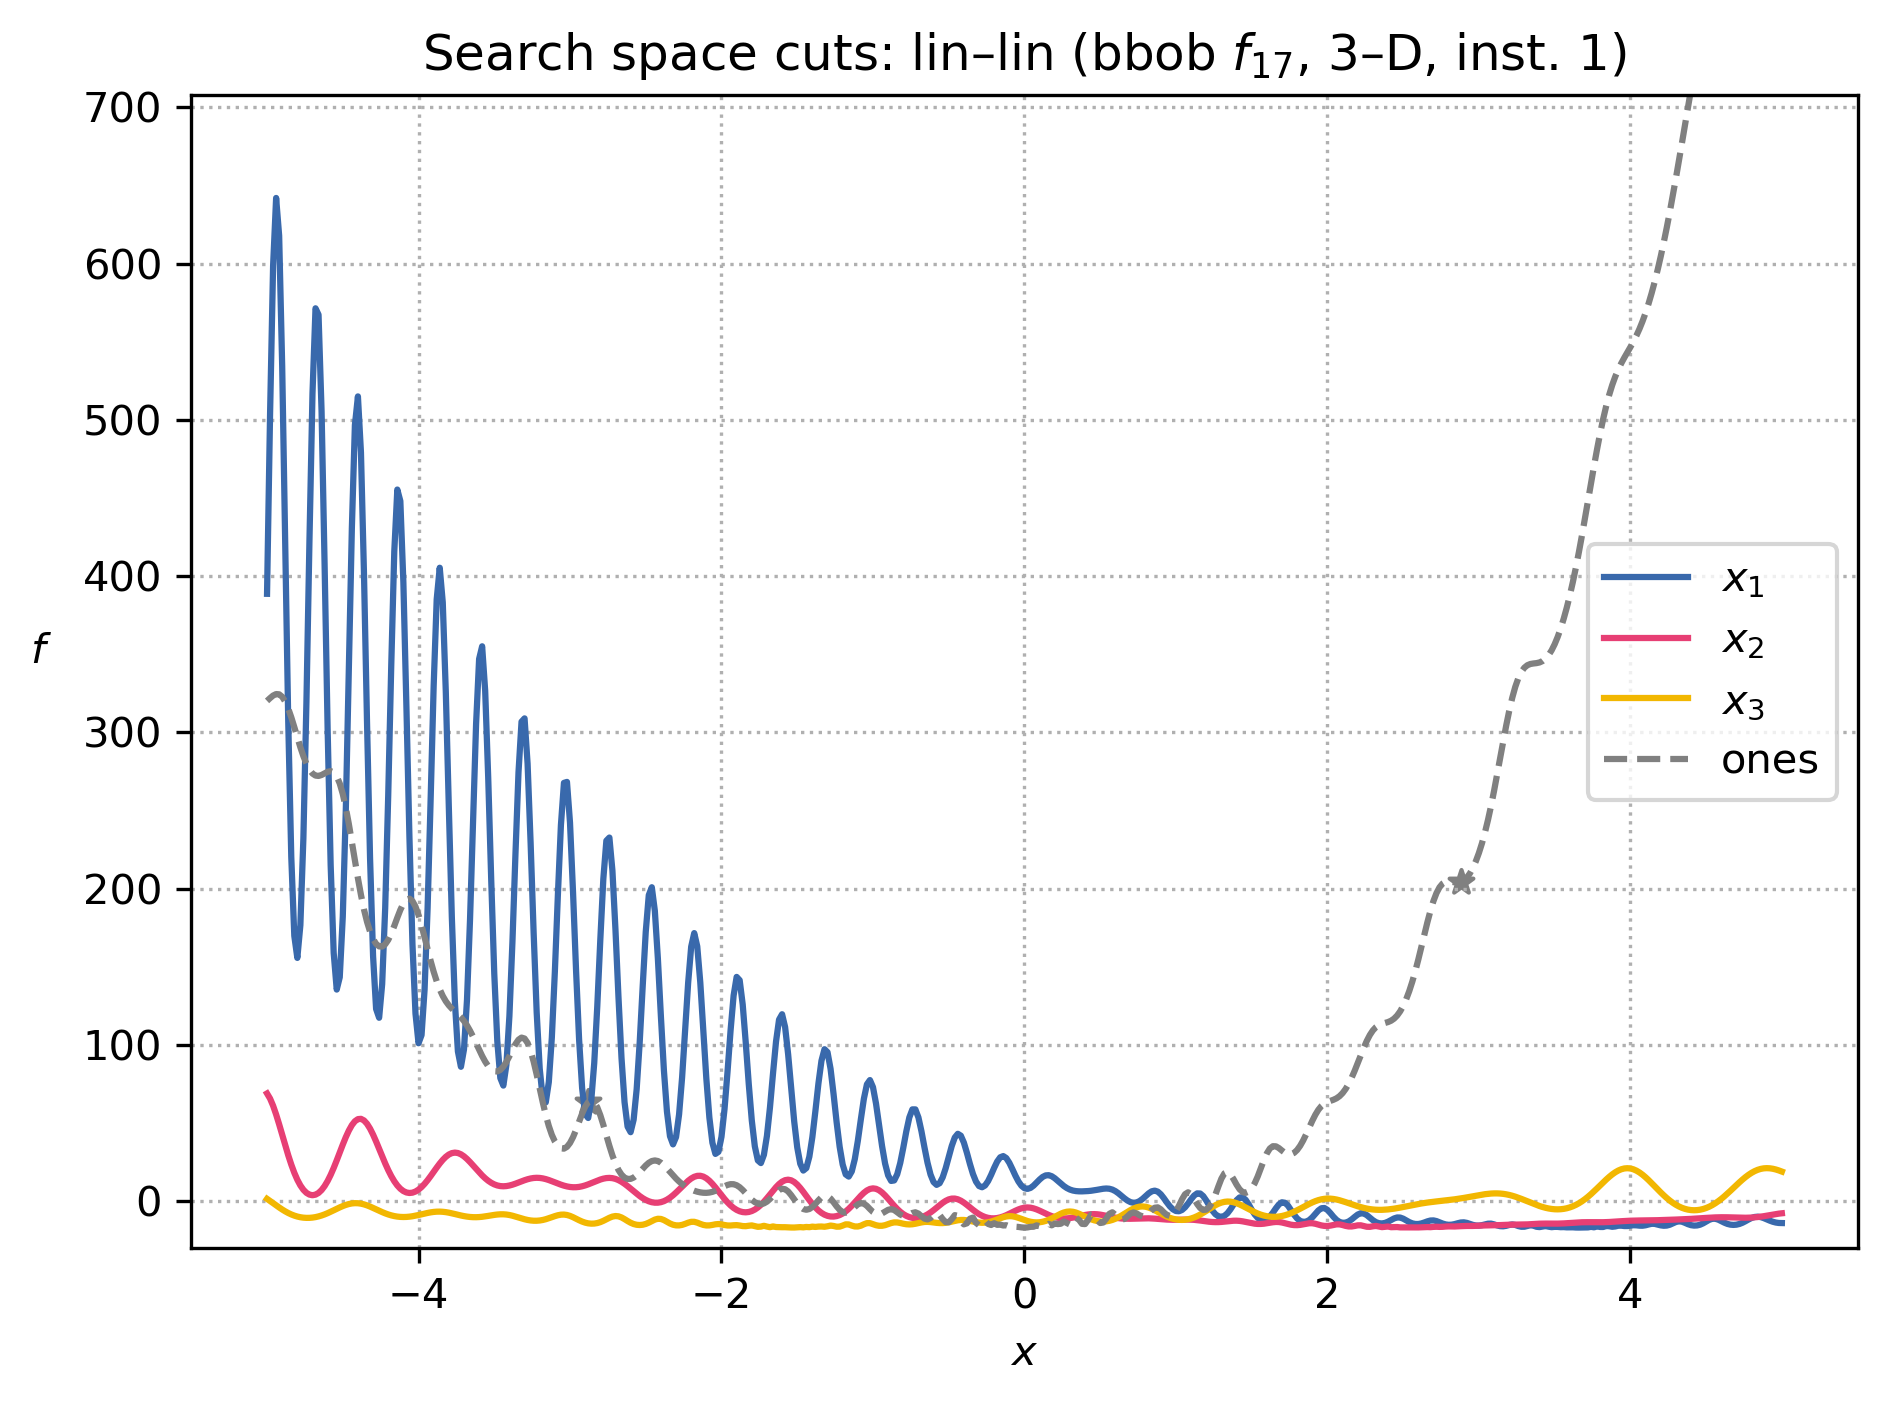 Search space cuts: lin–lin (bbob f₁₇, 3–D, inst. 1)
700
600
500
400
300
200
100
0
f
−4
−2
0
2
4
x
x₁
x₂
x₃
ones